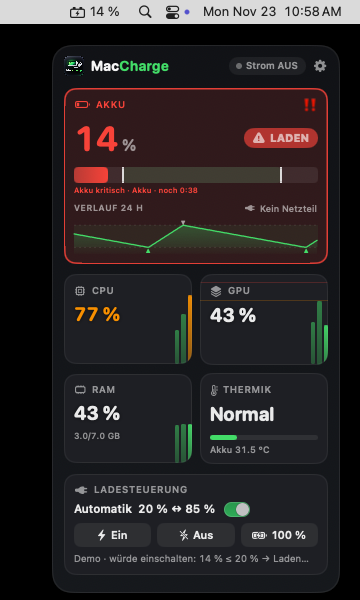 14 % Mon Nov 23 10:58 AM
MacCharge Strom AUS
AKKU !!
14 % LADEN
Akku kritisch · Akku · noch 0:38
VERLAUF 24 H Kein Netzteil
CPU
77 %
GPU
43 %
RAM
43 %
3.0/7.0 GB
THERMIK
Normal
Akku 31.5 °C
LADESTEUERUNG
Automatik 20 % ↔ 85 %
Ein Aus 100 %
Demo · würde einschalten: 14 % ≤ 20 % → Laden…